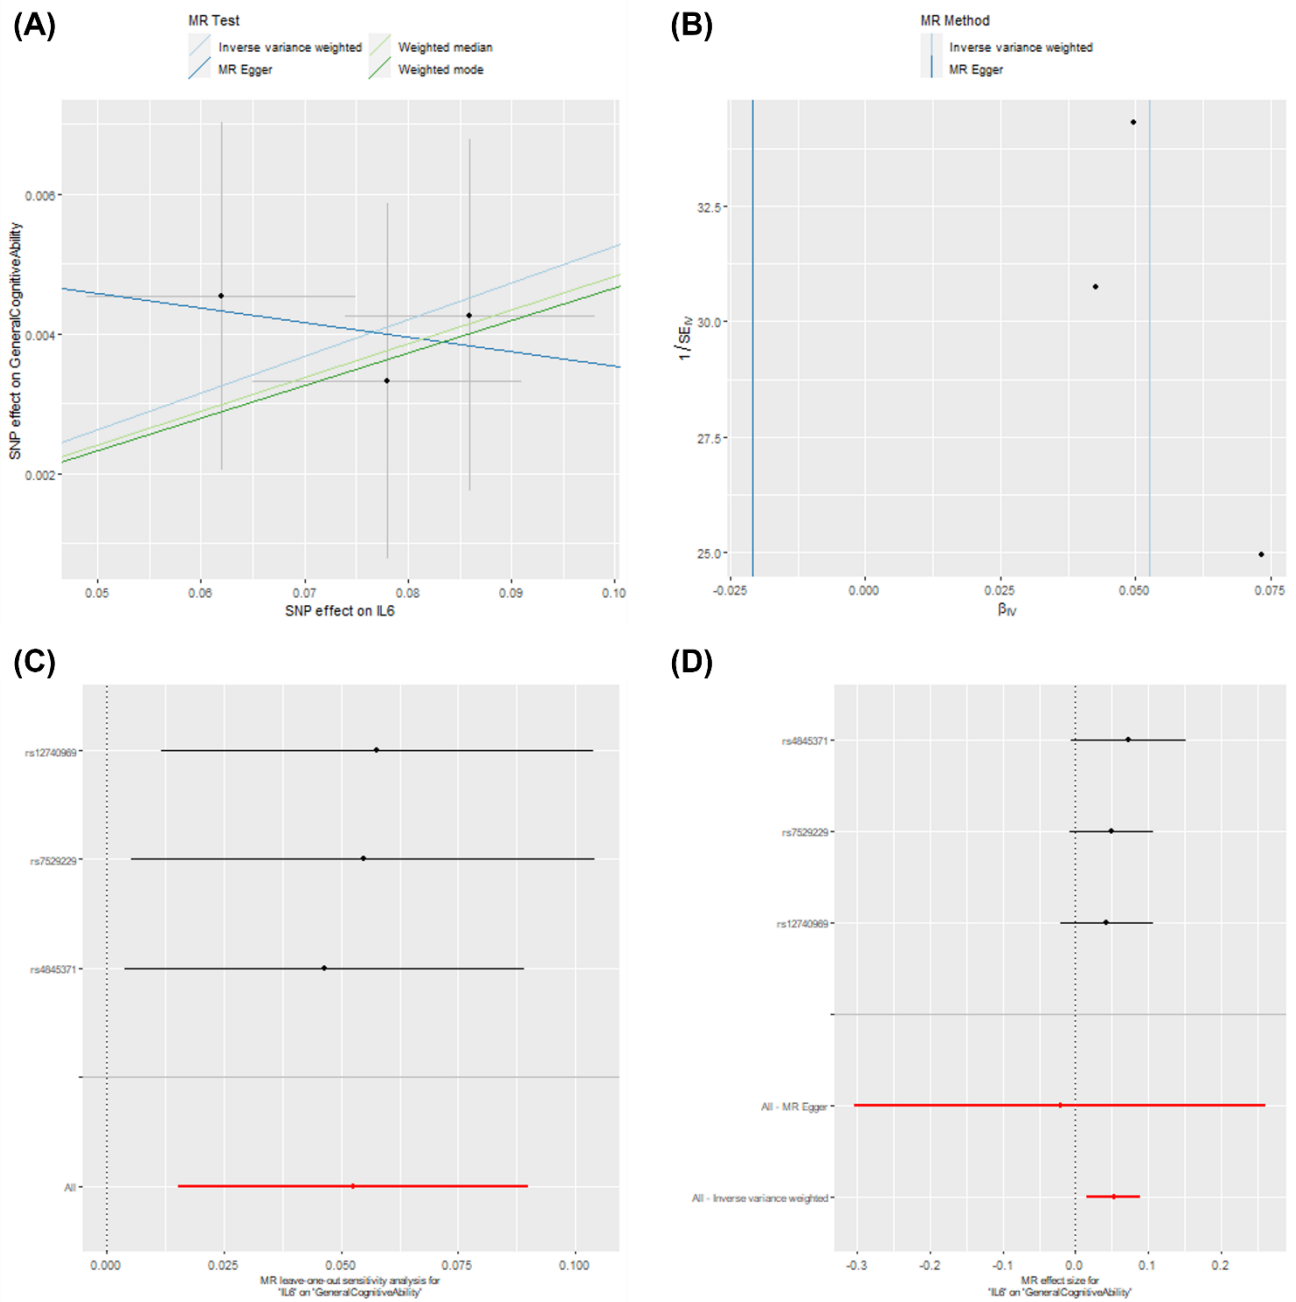 (A)
MR Test
Inverse variance weighted
Weighted median
MR Egger
Weighted mode
SNP effect on GeneralCognitiveAbility
0.006
0.004
0.002
0.05
0.06
0.07
0.08
0.09
0.10
SNP effect on IL6
(B)
MR Method
Inverse variance weighted
MR Egger
1 / SE_IV
32.5
30.0
27.5
25.0
-0.025
0.000
0.025
0.050
0.075
β_IV
(C)
rs12740969
rs7529229
rs4845371
All
0.000
0.025
0.050
0.075
0.100
MR leave-one-out sensitivity analysis for
'IL6' on 'GeneralCognitiveAbility'
(D)
rs4845371
rs7529229
rs12740969
All - MR Egger
All - Inverse variance weighted
-0.3
-0.2
-0.1
0.0
0.1
0.2
MR effect size for
'IL6' on 'GeneralCognitiveAbility'